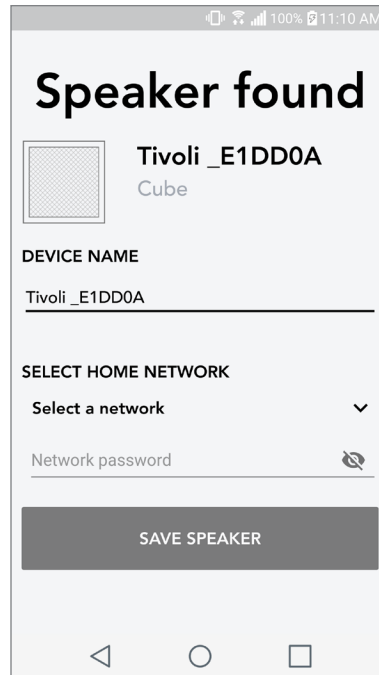 100% 11:10 AM
Speaker found
Tivoli _E1DD0A
Cube
DEVICE NAME
Tivoli _E1DD0A
SELECT HOME NETWORK
Select a network
Network password
SAVE SPEAKER